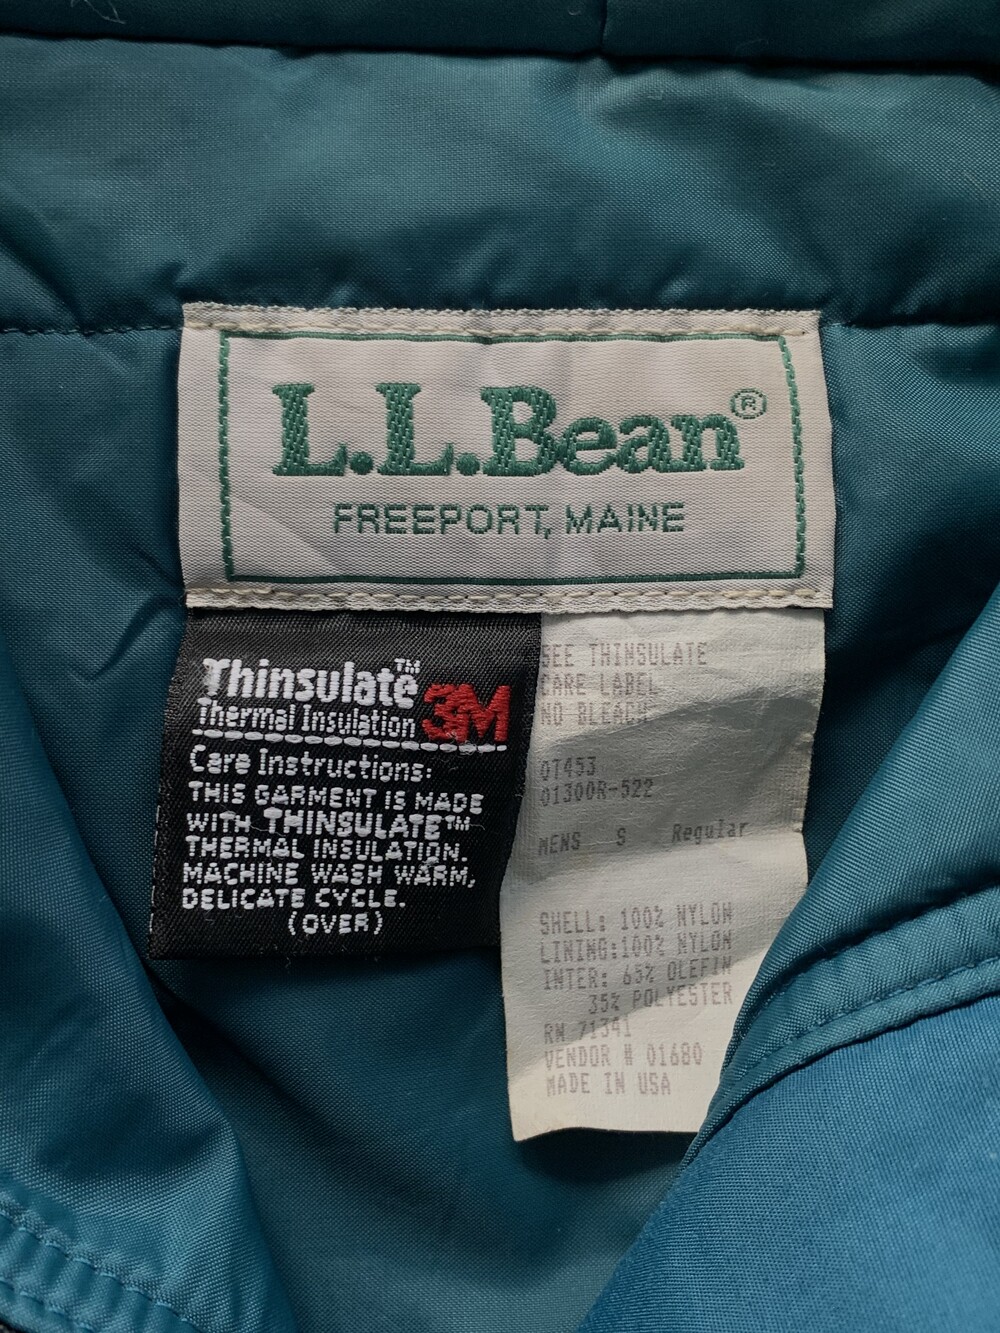 L.L.Bean®
FREEPORT, MAINE
Thinsulate™
Thermal Insulation 3M
Care Instructions:
THIS GARMENT IS MADE
WITH THINSULATE™
THERMAL INSULATION.
MACHINE WASH WARM,
DELICATE CYCLE.
(OVER)
SEE THINSULATE
CARE LABEL
NO BLEACH
0T453
01300R-522
MENS S Regular
SHELL: 100% NYLON
LINING:100% NYLON
INTER: 65% OLEFIN
35% POLYESTER
RN 71341
VENDOR # 01680
MADE IN USA